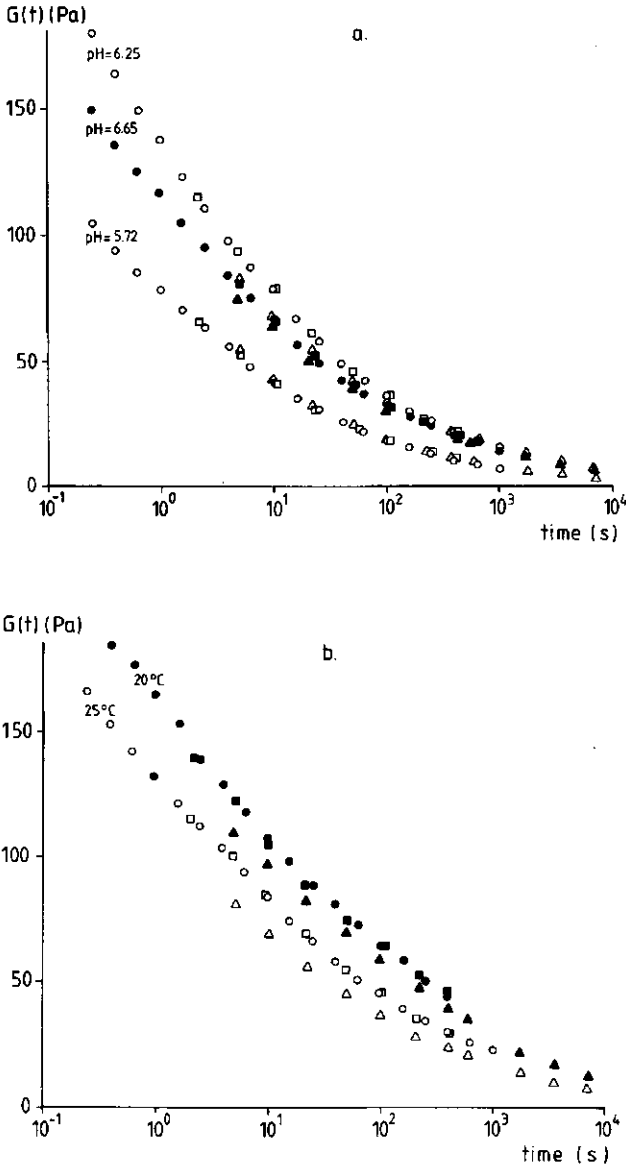 G(t) (Pa)
a.
pH=6.25
150
pH=6.65
100
pH=5.72
50
0
10⁻¹ 10⁰ 10¹ 10² 10³ 10⁴
time (s)
G(t) (Pa)
b.
20°C
25°C
150
100
50
0
10⁻¹ 10⁰ 10¹ 10² 10³ 10⁴
time (s)